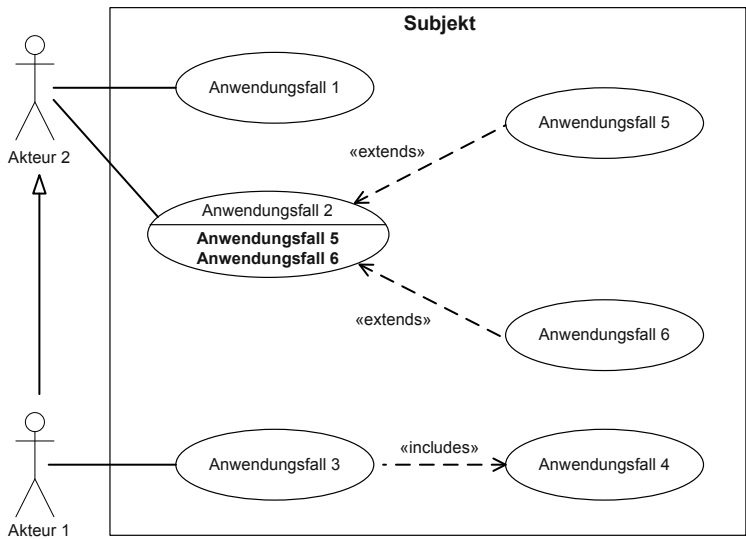 Subjekt
Anwendungsfall 1
Akteur 2
Anwendungsfall 5
«extends»
Anwendungsfall 2
Anwendungsfall 5
Anwendungsfall 6
«extends»
Anwendungsfall 6
«includes»
Anwendungsfall 3
Anwendungsfall 4
Akteur 1